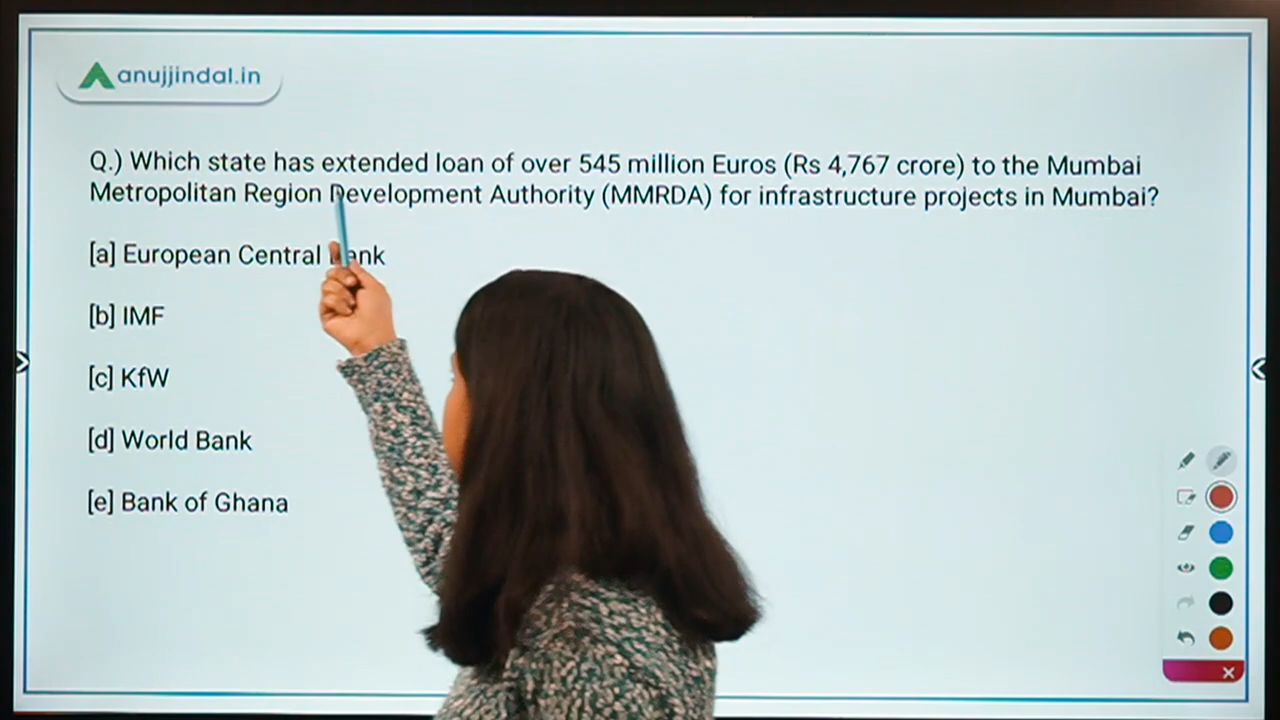 anujjindal.in
Q.) Which state has extended loan of over 545 million Euros (Rs 4,767 crore) to the Mumbai
Metropolitan Region Development Authority (MMRDA) for infrastructure projects in Mumbai?
[a] European Central Bank
[b] IMF
[c] KfW
[d] World Bank
[e] Bank of Ghana